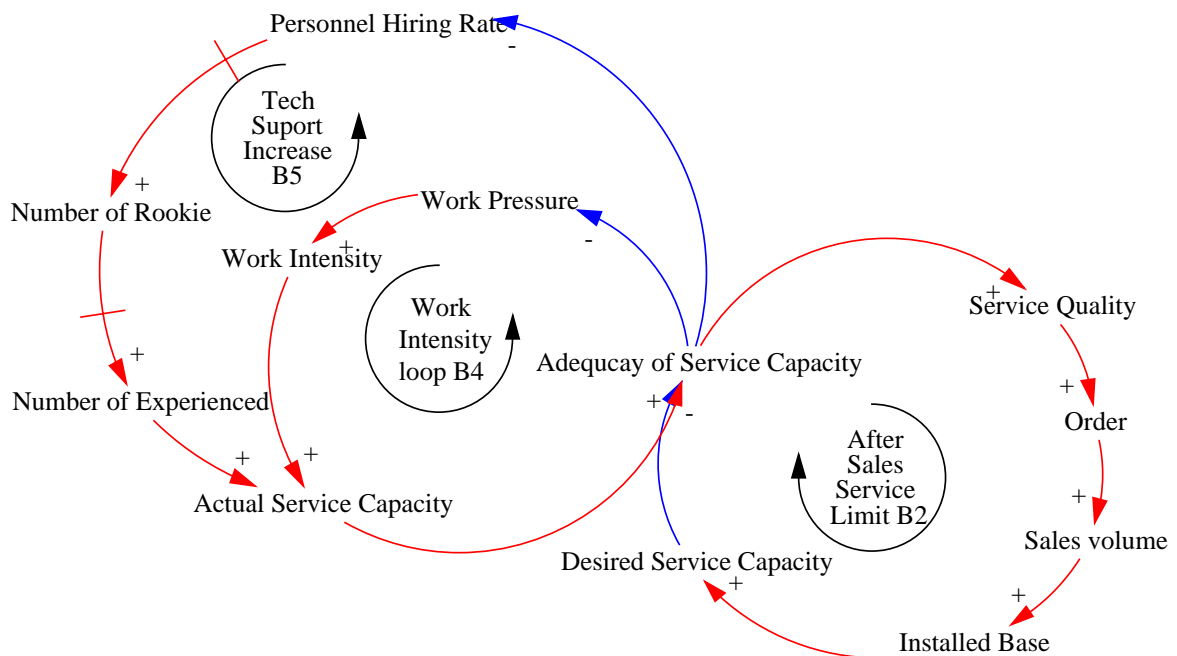 Personnel Hiring Rate
-
Tech
Suport
Increase
B5
+
Number of Rookie
Work Pressure
-
+
Work Intensity
+
Service Quality
Work
Intensity
loop B4
+
Adequcay of Service Capacity
+
Number of Experienced
+
-
+
Order
After
Sales
Service
Limit B2
+
+
Actual Service Capacity
+
Sales volume
Desired Service Capacity
+
+
Installed Base